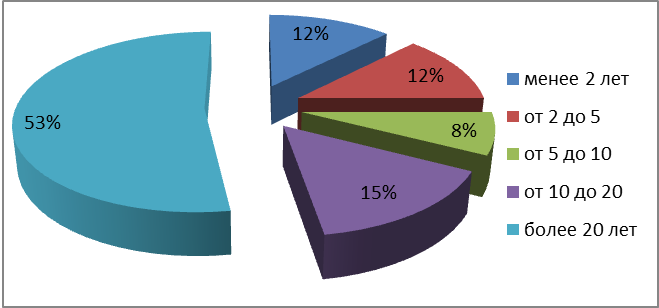 12%
12%
8%
15%
53%
менее 2 лет
от 2 до 5
от 5 до 10
от 10 до 20
более 20 лет